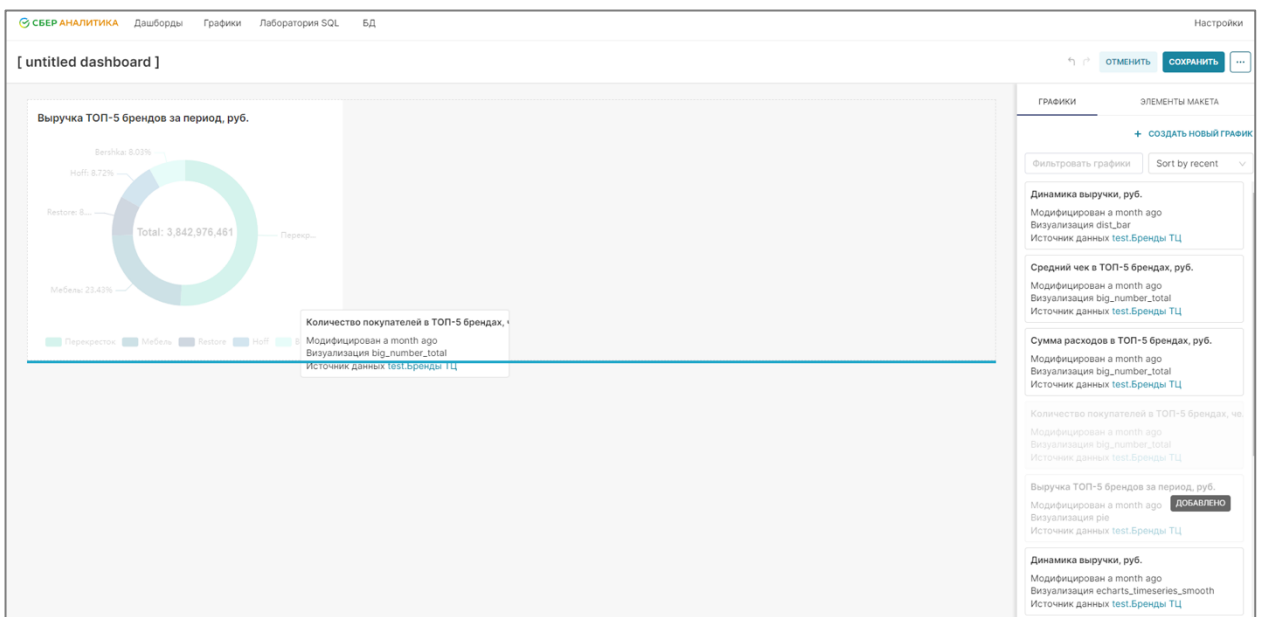 СБЕР АНАЛИТИКА Дашборды Графики Лаборатория SQL БД Настройки
[ untitled dashboard ] ОТМЕНИТЬ СОХРАНИТЬ ...
Выручка ТОП-5 брендов за период, руб.
Bershka: 8.03%
Hoff: 8.72%
Restore: 8...
Total: 3,842,976,461
Перекр...
Мебель: 23.43%
Перекресток Мебель Restore Hoff B
Количество покупателей в ТОП-5 брендах,
Модифицирован a month ago
Визуализация big_number_total
Источник данных test.Бренды ТЦ
ГРАФИКИ ЭЛЕМЕНТЫ МАКЕТА
+ СОЗДАТЬ НОВЫЙ ГРАФИК
Фильтровать графики Sort by recent
Динамика выручки, руб.
Модифицирован a month ago
Визуализация dist_bar
Источник данных test.Бренды ТЦ
Средний чек в ТОП-5 брендах, руб.
Модифицирован a month ago
Визуализация big_number_total
Источник данных test.Бренды ТЦ
Сумма расходов в ТОП-5 брендах, руб.
Модифицирован a month ago
Визуализация big_number_total
Источник данных test.Бренды ТЦ
Количество покупателей в ТОП-5 брендах, че.
Модифицирован a month ago
Визуализация big_number_total
Источник данных test.Бренды ТЦ
Выручка ТОП-5 брендов за период, руб.
Модифицирован a month ago ДОБАВЛЕНО
Визуализация pie
Источник данных test.Бренды ТЦ
Динамика выручки, руб.
Модифицирован a month ago
Визуализация echarts_timeseries_smooth
Источник данных test.Бренды ТЦ